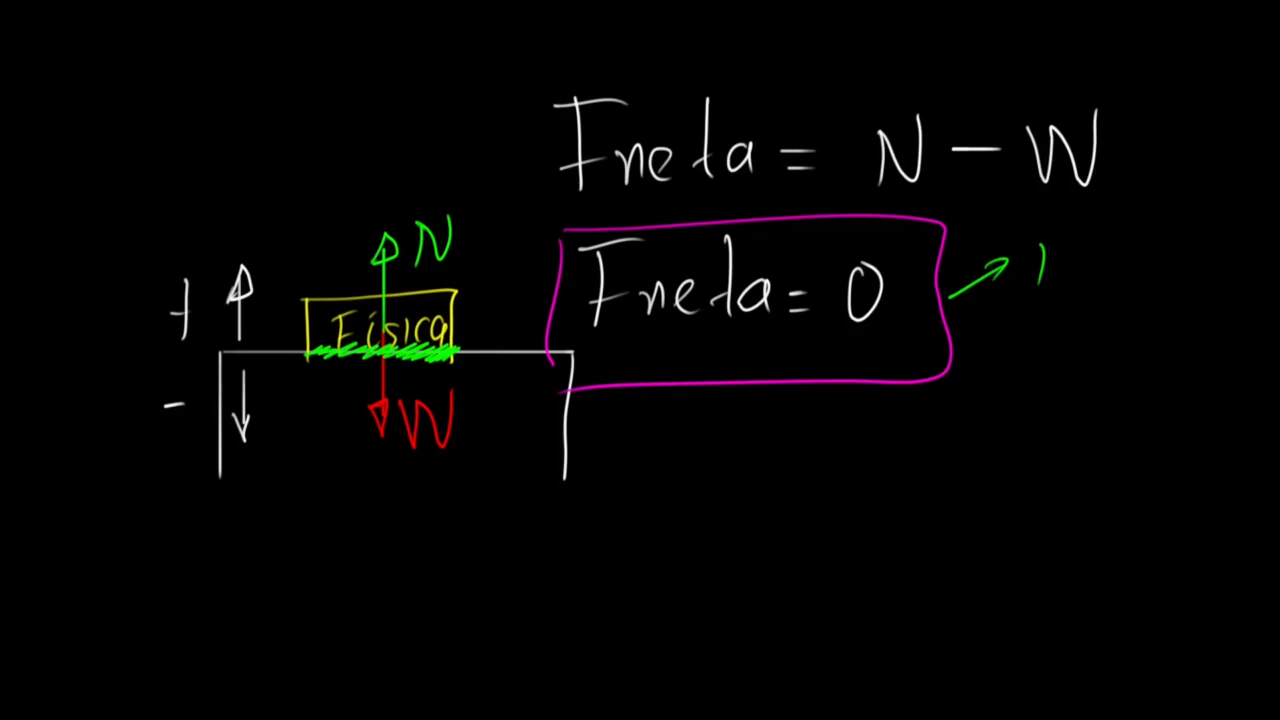 Fneta = N - W
N
Fneta = 0
+
Física
-
W